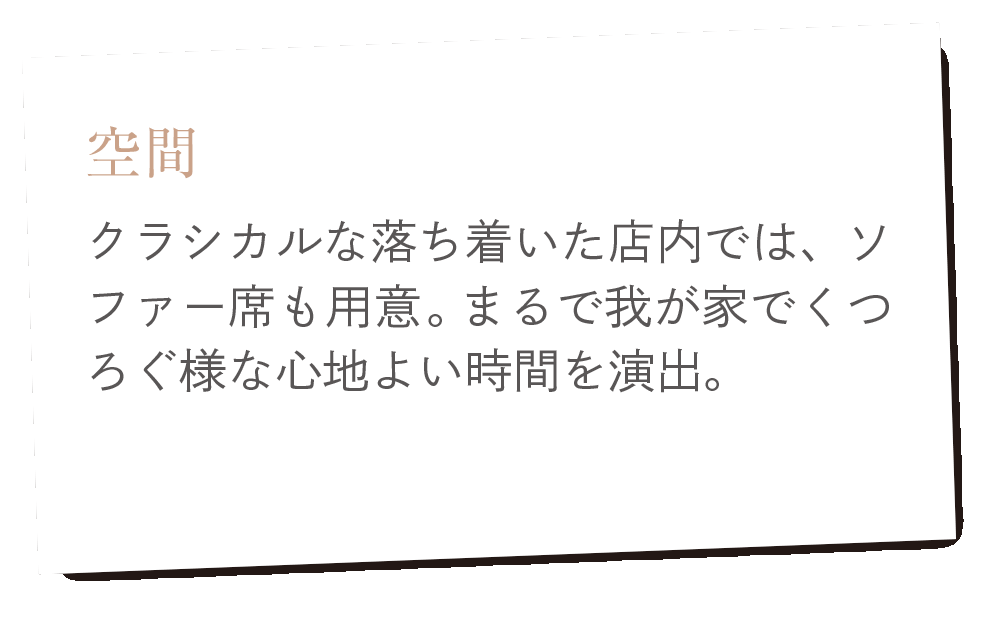 空間
クラシカルな落ち着いた店内では、ソ
ファー席も用意。まるで我が家でくつ
ろぐ様な心地よい時間を演出。